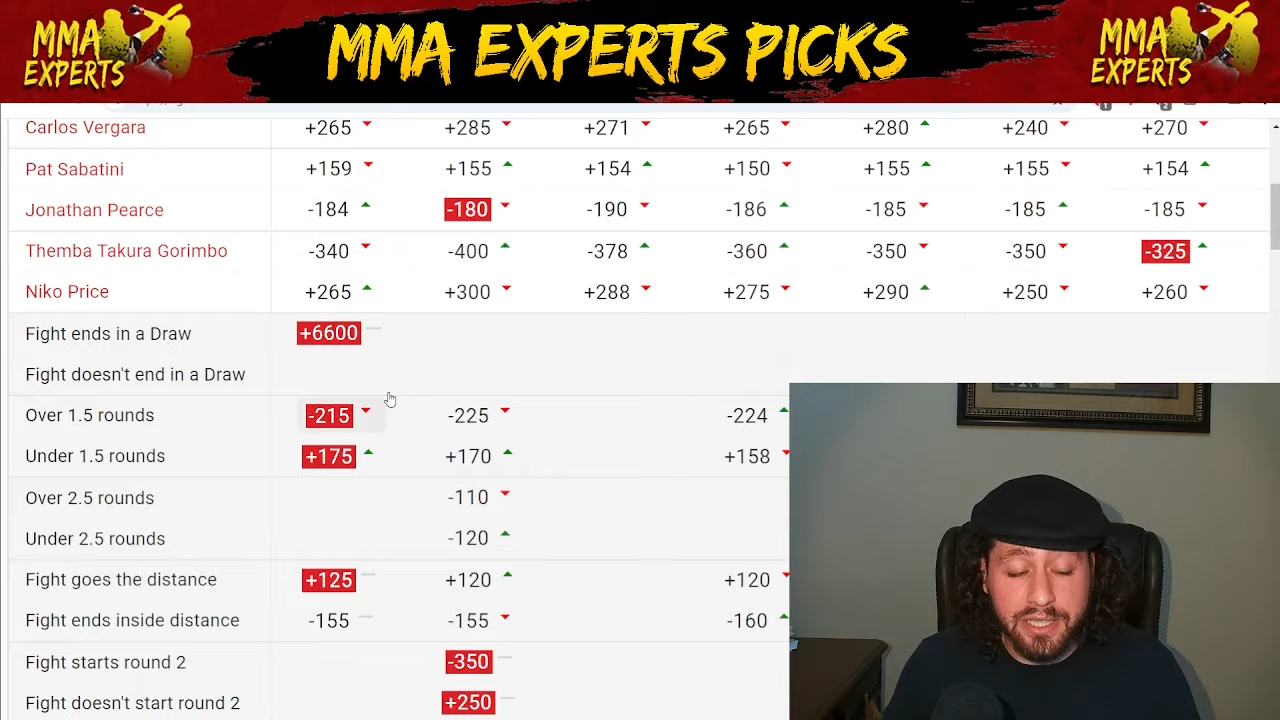 MMA EXPERTS
MMA EXPERTS PICKS
MMA EXPERTS
Carlos Vergara +265 +285 +271 +265 +280 +240 +270
Pat Sabatini +159 +155 +154 +150 +155 +155 +154
Jonathan Pearce -184 -180 -190 -186 -185 -185 -185
Themba Takura Gorimbo -340 -400 -378 -360 -350 -350 -325
Niko Price +265 +300 +288 +275 +290 +250 +260
Fight ends in a Draw +6600
Fight doesn't end in a Draw
Over 1.5 rounds -215 -225 -224
Under 1.5 rounds +175 +170 +158
Over 2.5 rounds -110
Under 2.5 rounds -120
Fight goes the distance +125 +120 +120
Fight ends inside distance -155 -155 -160
Fight starts round 2 -350
Fight doesn't start round 2 +250